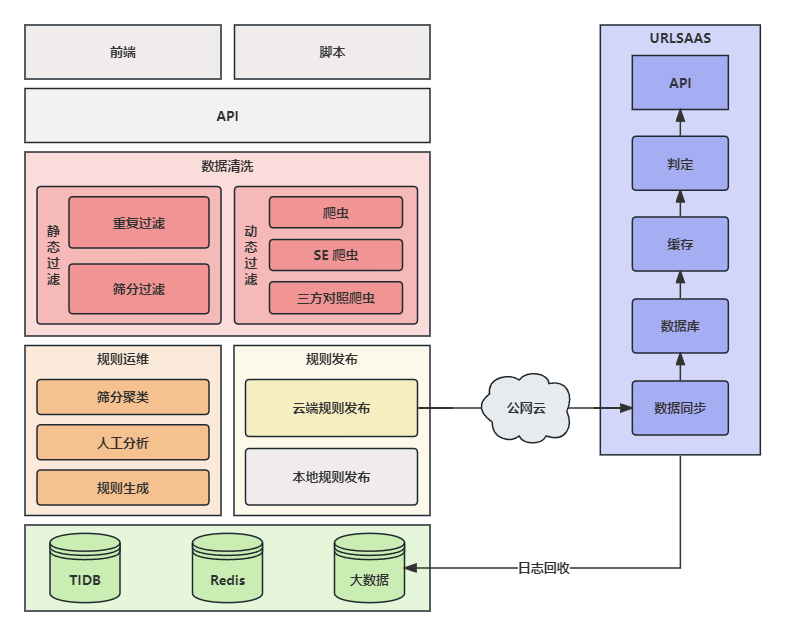 前端
脚本
API
数据清洗
静态过滤
重复过滤
筛分过滤
动态过滤
爬虫
SE 爬虫
三方对照爬虫
规则运维
筛分聚类
人工分析
规则生成
规则发布
云端规则发布
本地规则发布
TIDB
Redis
大数据
公网云
日志回收
URLSAAS
API
判定
缓存
数据库
数据同步